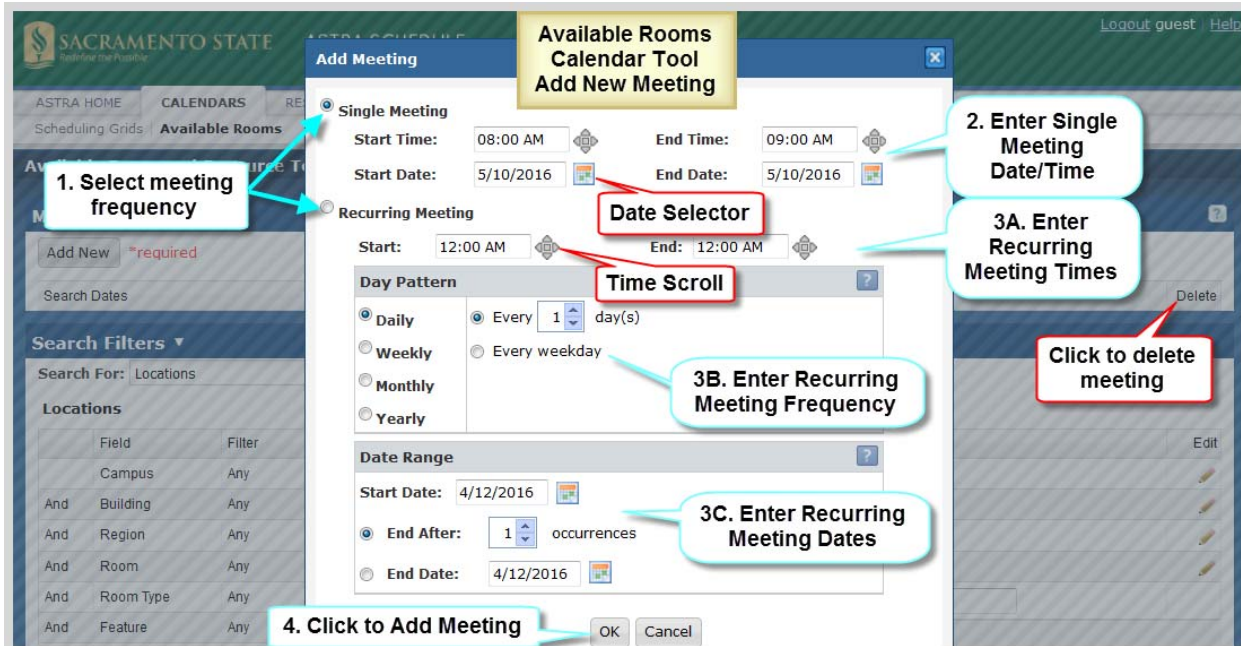 SACRAMENTO STATE
Redefine the Possible
ASTRA SCHEDULE
Logout guest | Help
Available Rooms
Calendar Tool
Add New Meeting
Add Meeting
ASTRA HOME CALENDARS RE
Scheduling Grids Available Rooms
Single Meeting
Start Time: 08:00 AM End Time: 09:00 AM
Start Date: 5/10/2016 End Date: 5/10/2016
1. Select meeting
frequency
2. Enter Single
Meeting
Date/Time
Date Selector
Recurring Meeting
Start: 12:00 AM End: 12:00 AM
Time Scroll
3A. Enter
Recurring
Meeting Times
Add New *required
Search Dates
Delete
Click to delete
meeting
Day Pattern ?
Daily Every 1 day(s)
Weekly Every weekday
Monthly
Yearly
3B. Enter Recurring
Meeting Frequency
Search Filters
Search For: Locations
Locations
Field Filter Edit
Campus Any
And Building Any
And Region Any
And Room Any
And Room Type Any
And Feature Any
Date Range ?
Start Date: 4/12/2016
End After: 1 occurrences
End Date: 4/12/2016
3C. Enter Recurring
Meeting Dates
4. Click to Add Meeting
OK Cancel